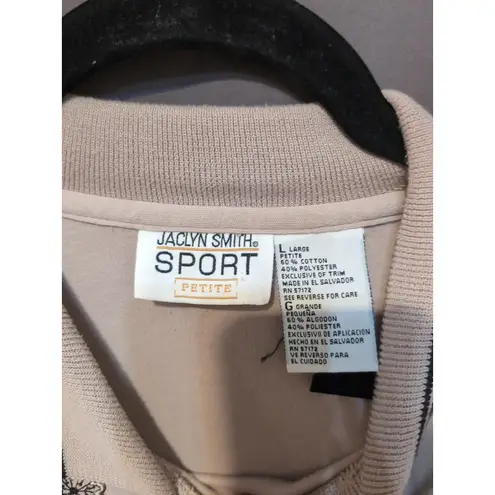 JACLYN SMITH®
SPORT
PETITE
L LARGE
PETITE
60% COTTON
40% POLYESTER
EXCLUSIVE OF TRIM
MADE IN EL SALVADOR
RN 57172
SEE REVERSE FOR CARE
G GRANDE
PEQUEÑA
60% ALGODON
40% POLIESTER
EXCLUSIVO DE APLICACION
HECHO EN EL SALVADOR
RN 57172
VE REVERSO PARA
EL CUIDADO